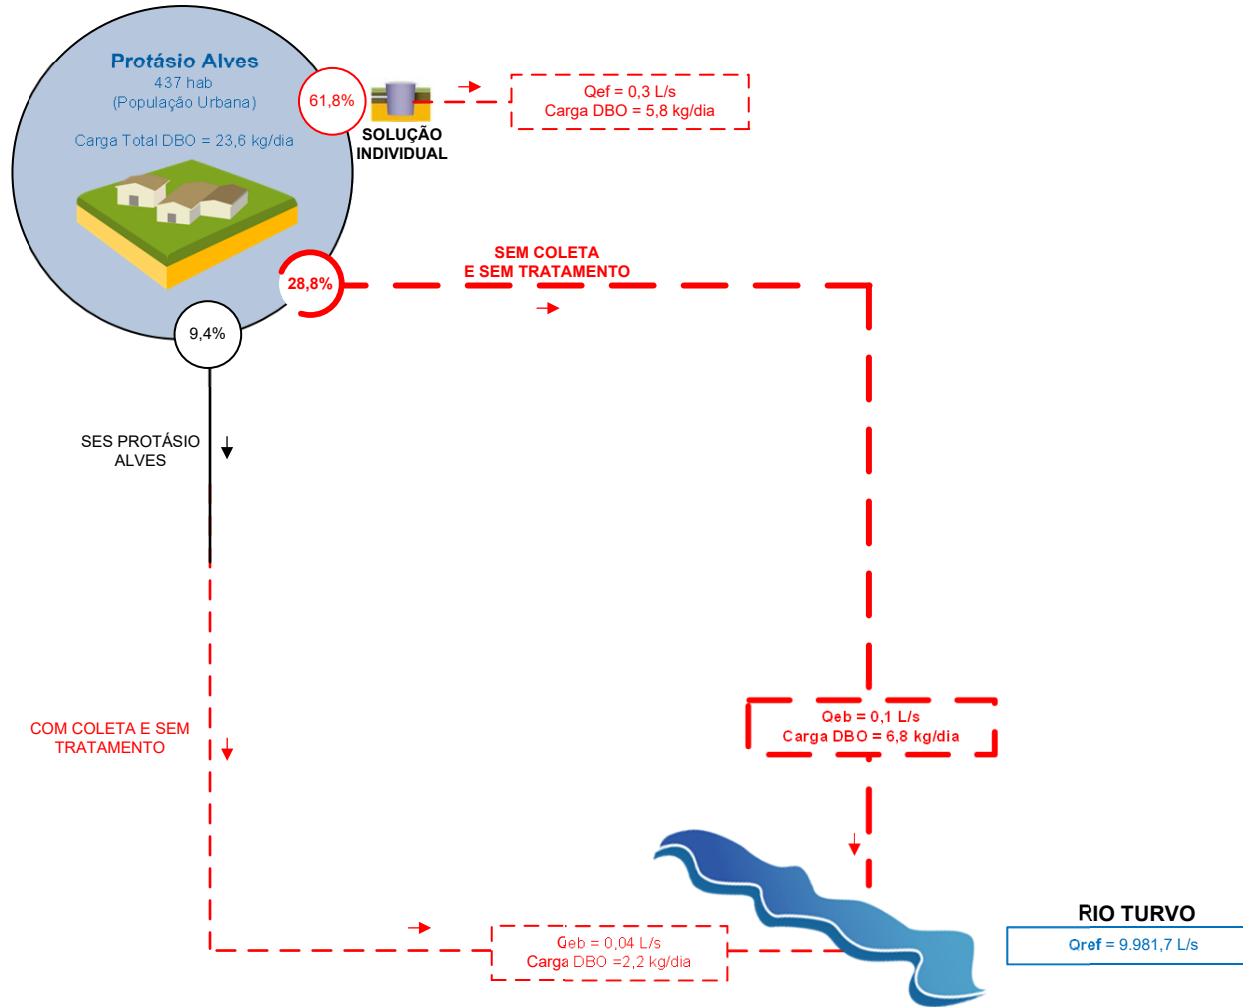 Protásio Alves
437 hab
(População Urbana)
Carga Total DBO = 23,6 kg/dia
61,8%
SOLUÇÃO
INDIVIDUAL
Qef = 0,3 L/s
Carga DBO = 5,8 kg/dia
SEM COLETA
E SEM TRATAMENTO
28,8%
9,4%
SES PROTÁSIO
ALVES
COM COLETA E SEM
TRATAMENTO
Qeb = 0,1 L/s
Carga DBO = 6,8 kg/dia
Qeb = 0,04 L/s
Carga DBO =2,2 kg/dia
RIO TURVO
Qref = 9.981,7 L/s